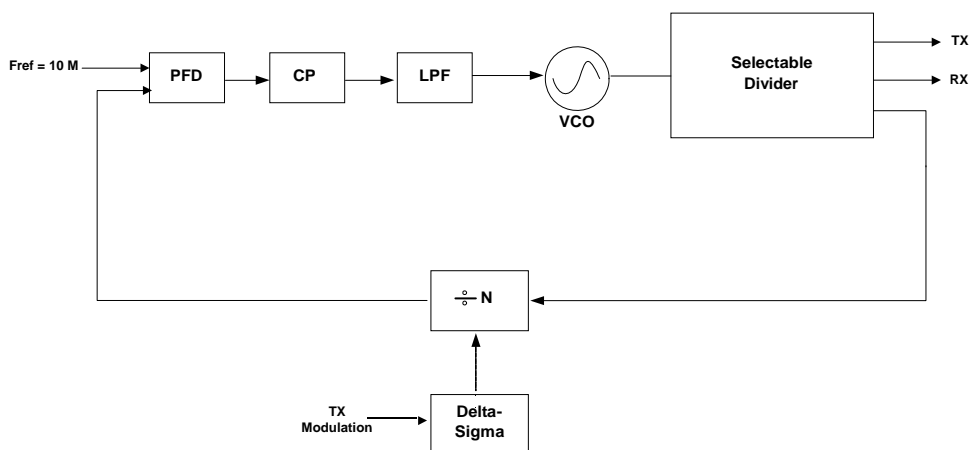 Fref = 10 M
PFD
CP
LPF
VCO
Selectable
Divider
TX
RX
÷ N
TX
Modulation
Delta-
Sigma